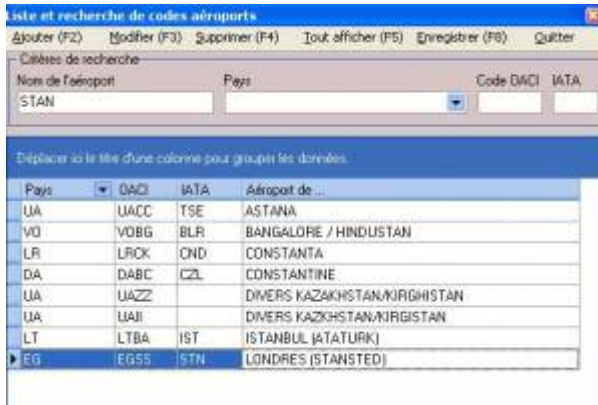 Liste et recherche de codes aéroports
Ajouter (F2) Modifier (F3) Supprimer (F4) Tout afficher (F5) Enregistrer (F8) Quitter
Critères de recherche
Nom de l'aéroport Pays Code OACI IATA
STAN
Déplacer ici le titre d'une colonne pour grouper les données.
Pays OACI IATA Aéroport de ...
UA UACC TSE ASTANA
VO VOBG BLR BANGALORE / HINDUSTAN
LR LRCK CND CONSTANTA
DA DABC CZL CONSTANTINE
UA UAZZ DIVERS KAZAKHSTAN/KIRGHISTAN
UA UAII DIVERS KAZKHSTAN/KIRGISTAN
LT LTBA IST ISTANBUL (ATATURK)
EG EGSS STN LONDRES (STANSTED)